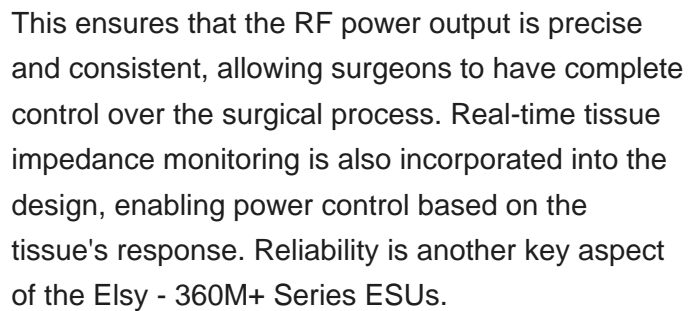 This ensures that the RF power output is precise
and consistent, allowing surgeons to have complete
control over the surgical process. Real-time tissue
impedance monitoring is also incorporated into the
design, enabling power control based on the
tissue's response. Reliability is another key aspect
of the Elsy - 360M+ Series ESUs.